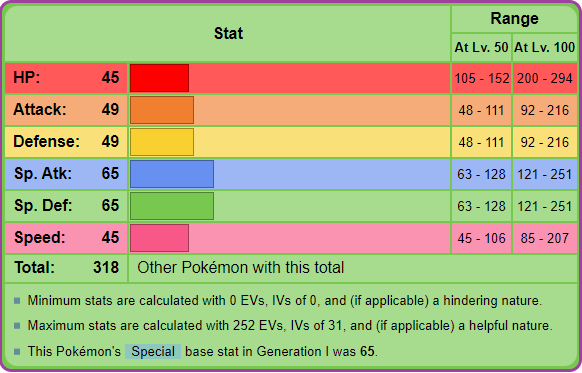 Stat Range
At Lv. 50 At Lv. 100
HP: 45 105 - 152 200 - 294
Attack: 49 48 - 111 92 - 216
Defense: 49 48 - 111 92 - 216
Sp. Atk: 65 63 - 128 121 - 251
Sp. Def: 65 63 - 128 121 - 251
Speed: 45 45 - 106 85 - 207
Total: 318 Other Pokémon with this total
Minimum stats are calculated with 0 EVs, IVs of 0, and (if applicable) a hindering nature.
Maximum stats are calculated with 252 EVs, IVs of 31, and (if applicable) a helpful nature.
This Pokémon's Special base stat in Generation I was 65.